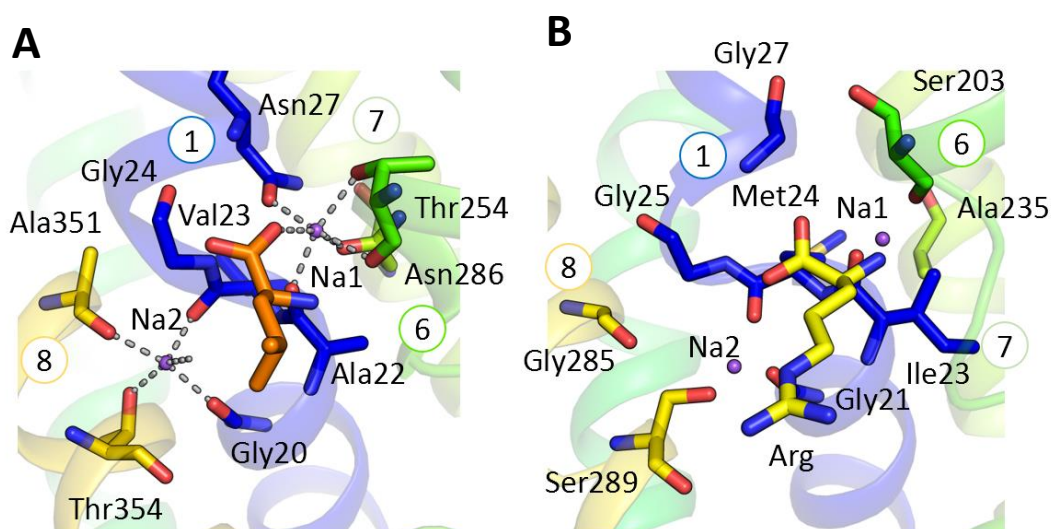 A
Asn27
1
7
Gly24
Val23
Thr254
Ala351
Na1
Asn286
Na2
8
6
Ala22
Gly20
Thr354
B
Gly27
Ser203
1
6
Met24
Gly25
Na1
Ala235
8
Na2
7
Gly285
Ile23
Gly21
Arg
Ser289